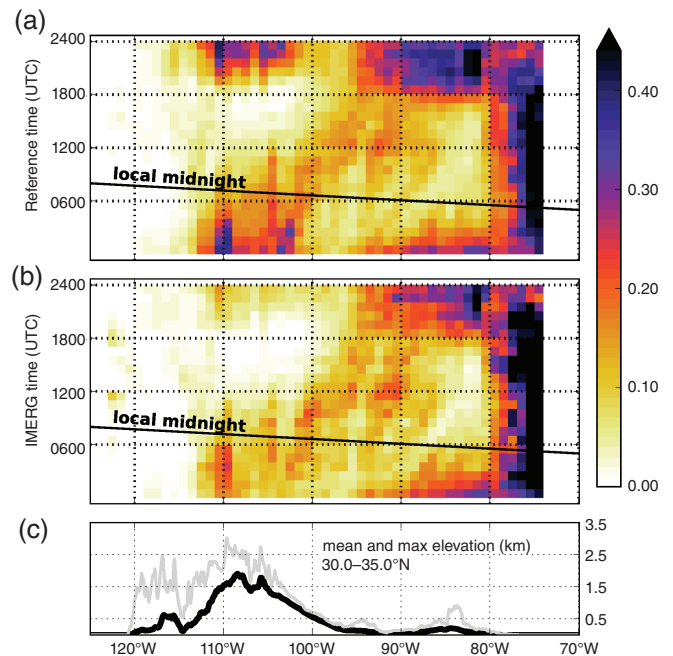 (a)
2400
1800
1200
0600
Reference time (UTC)
local midnight
0.40
0.30
0.20
0.10
0.00
(b)
2400
1800
1200
0600
IMERG time (UTC)
local midnight
(c)
mean and max elevation (km)
30.0–35.0°N
3.5
2.5
1.5
0.5
120°W 110°W 100°W 90°W 80°W 70°W